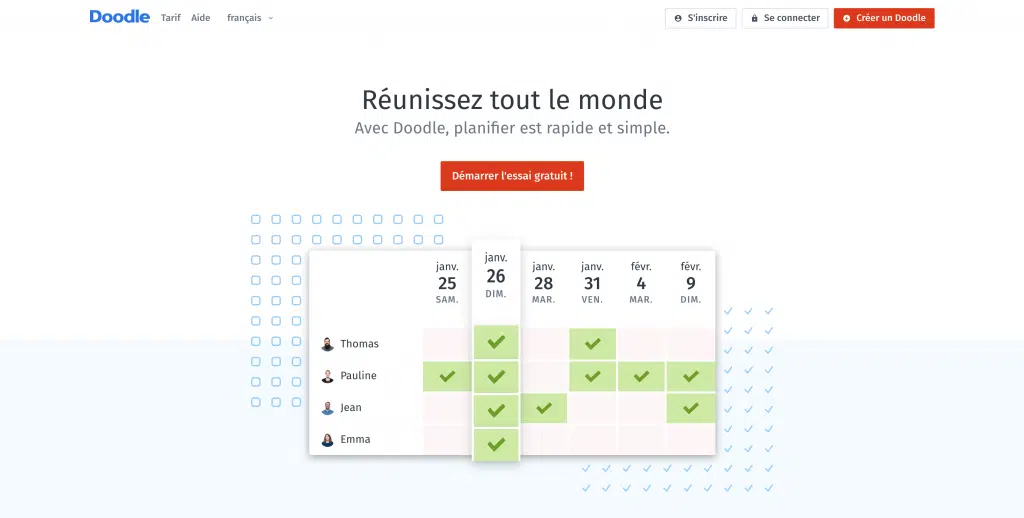 Doodle Tarif Aide français S'inscrire Se connecter Créer un Doodle
Réunissez tout le monde
Avec Doodle, planifier est rapide et simple.
Démarrer l'essai gratuit !
janv. janv. janv. janv. févr. févr.
25 26 28 31 4 9
SAM. DIM. MAR. VEN. MAR. DIM.
Thomas
Pauline
Jean
Emma